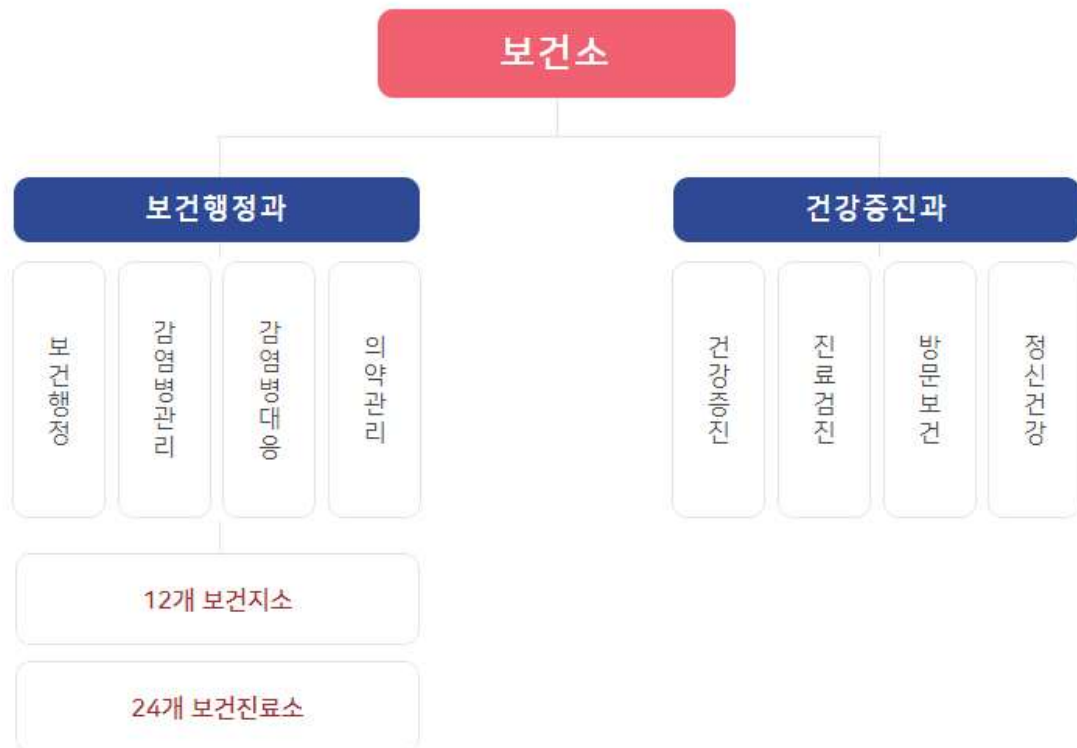 보건소
보건행정과
건강증진과
보건행정
감염병관리
감염병대응
의약관리
건강증진
진료검진
방문보건
정신건강
12개 보건지소
24개 보건진료소